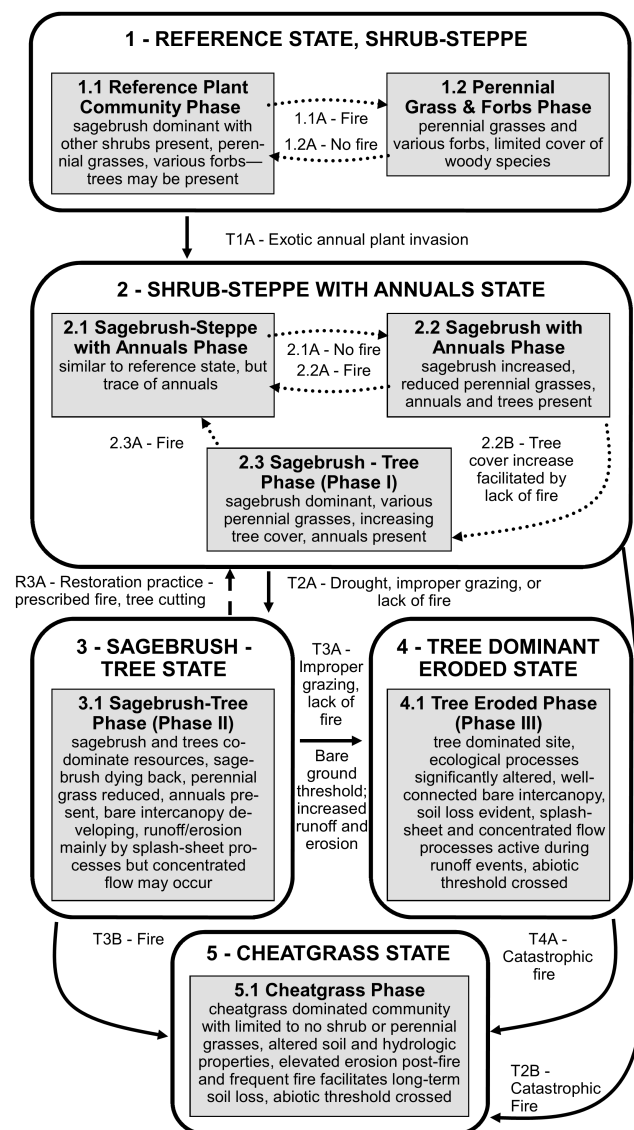 1 - REFERENCE STATE, SHRUB-STEPPE
1.1 Reference Plant
Community Phase
sagebrush dominant with
other shrubs present, peren-
nial grasses, various forbs—
trees may be present
1.1A - Fire
1.2A - No fire
1.2 Perennial
Grass & Forbs Phase
perennial grasses and
various forbs, limited cover of
woody species
T1A - Exotic annual plant invasion
2 - SHRUB-STEPPE WITH ANNUALS STATE
2.1 Sagebrush-Steppe
with Annuals Phase
similar to reference state, but
trace of annuals
2.1A - No fire
2.2A - Fire
2.2 Sagebrush with
Annuals Phase
sagebrush increased,
reduced perennial grasses,
annuals and trees present
2.3A - Fire
2.2B - Tree
cover increase
facilitated by
lack of fire
2.3 Sagebrush - Tree
Phase (Phase I)
sagebrush dominant, various
perennial grasses, increasing
tree cover, annuals present
R3A - Restoration practice -
prescribed fire, tree cutting
T2A - Drought, improper grazing, or
lack of fire
3 - SAGEBRUSH -
TREE STATE
3.1 Sagebrush-Tree
Phase (Phase II)
sagebrush and trees co-
dominate resources, sage-
brush dying back, perennial
grass reduced, annuals pre-
sent, bare intercanopy de-
veloping, runoff/erosion
mainly by splash-sheet pro-
cesses but concentrated
flow may occur
T3A -
Improper
grazing,
lack of
fire
Bare
ground
threshold;
increased
runoff and
erosion
4 - TREE DOMINANT
ERODED STATE
4.1 Tree Eroded Phase
(Phase III)
tree dominated site,
ecological processes
significantly altered, well-
connected bare intercanopy,
soil loss evident, splash-
sheet and concentrated flow
processes active during
runoff events, abiotic
threshold crossed
T3B - Fire
T4A -
Catastrophic
fire
5 - CHEATGRASS STATE
5.1 Cheatgrass Phase
cheatgrass dominated community
with limited to no shrub or perennial
grasses, altered soil and hydrologic
properties, elevated erosion post-fire
and frequent fire facilitates long-term
soil loss, abiotic threshold crossed
T2B -
Catastrophic
Fire